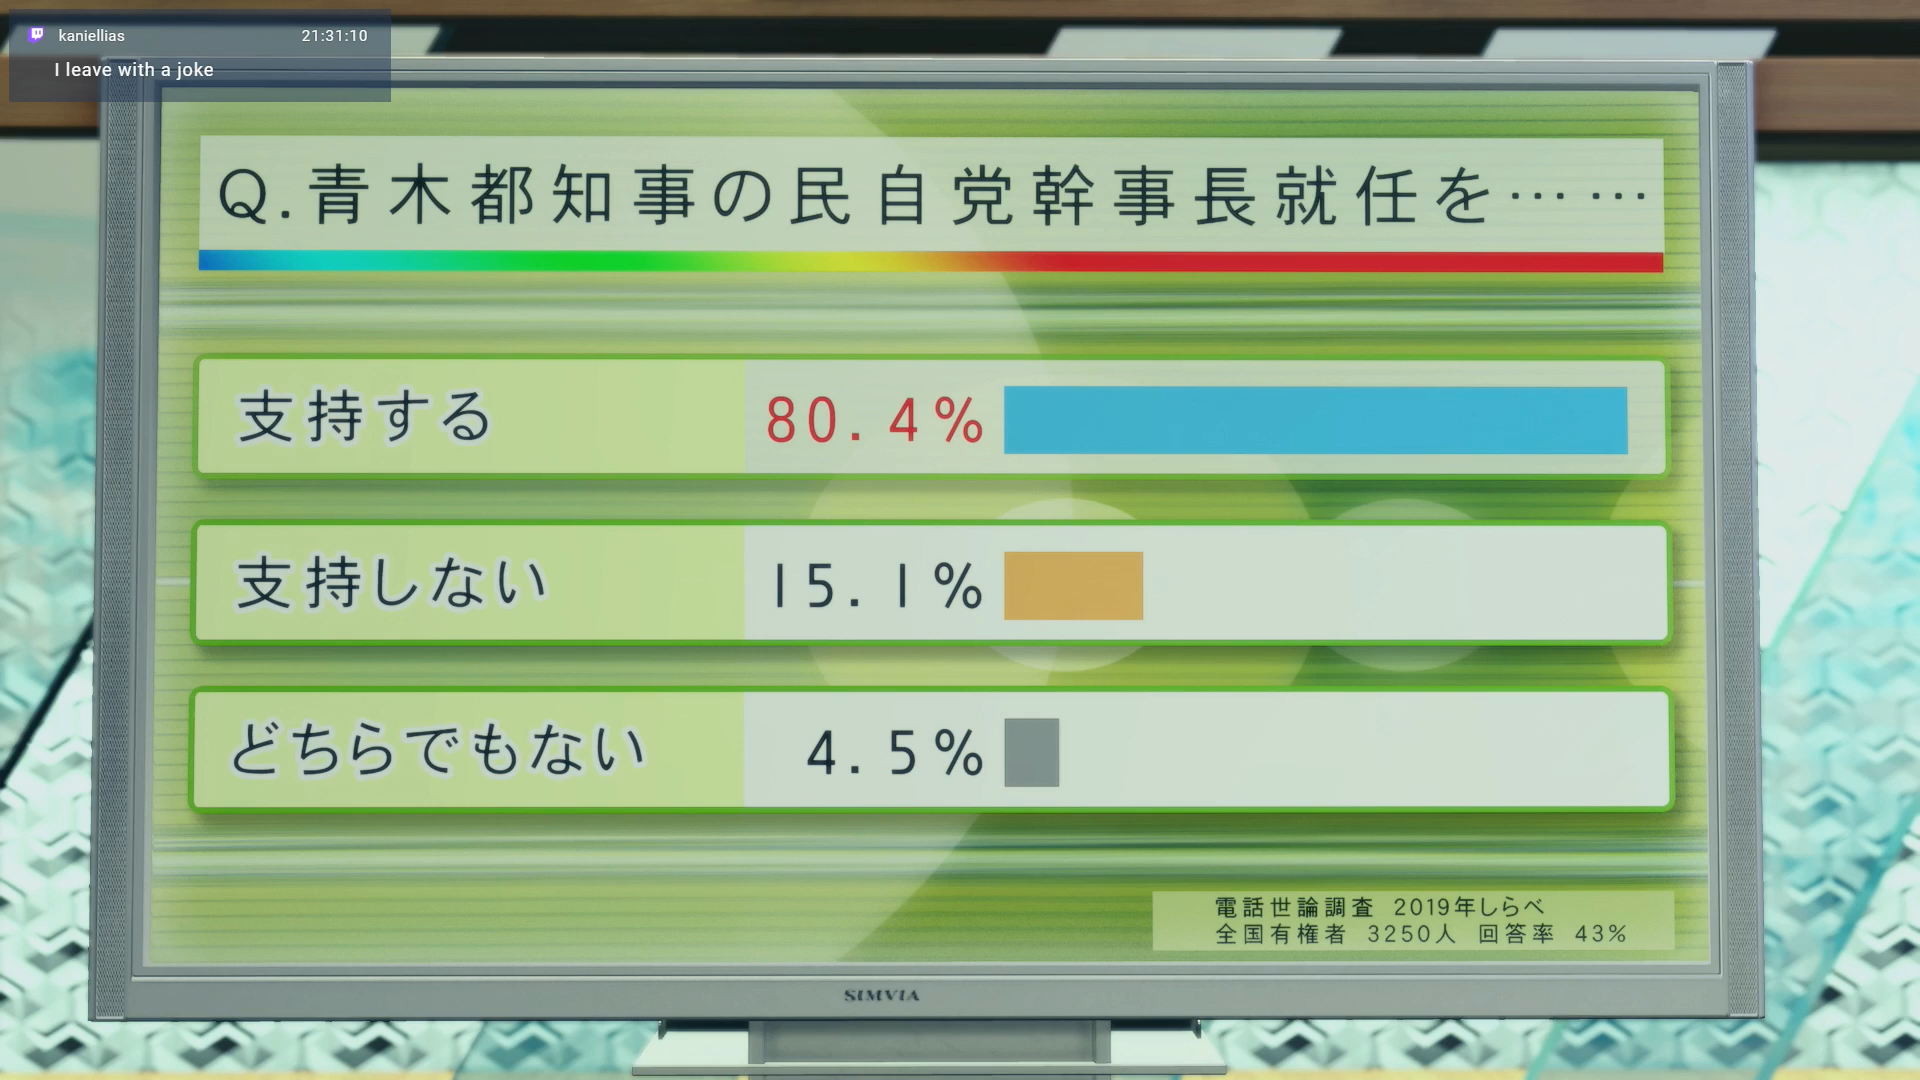 kaniellias 21:31:10
I leave with a joke
Q.青木都知事の民自党幹事長就任を……
支持する 80.4%
支持しない 15.1%
どちらでもない 4.5%
電話世論調査 2019年しらべ
全国有権者 3250人 回答率 43%
SIMVIA